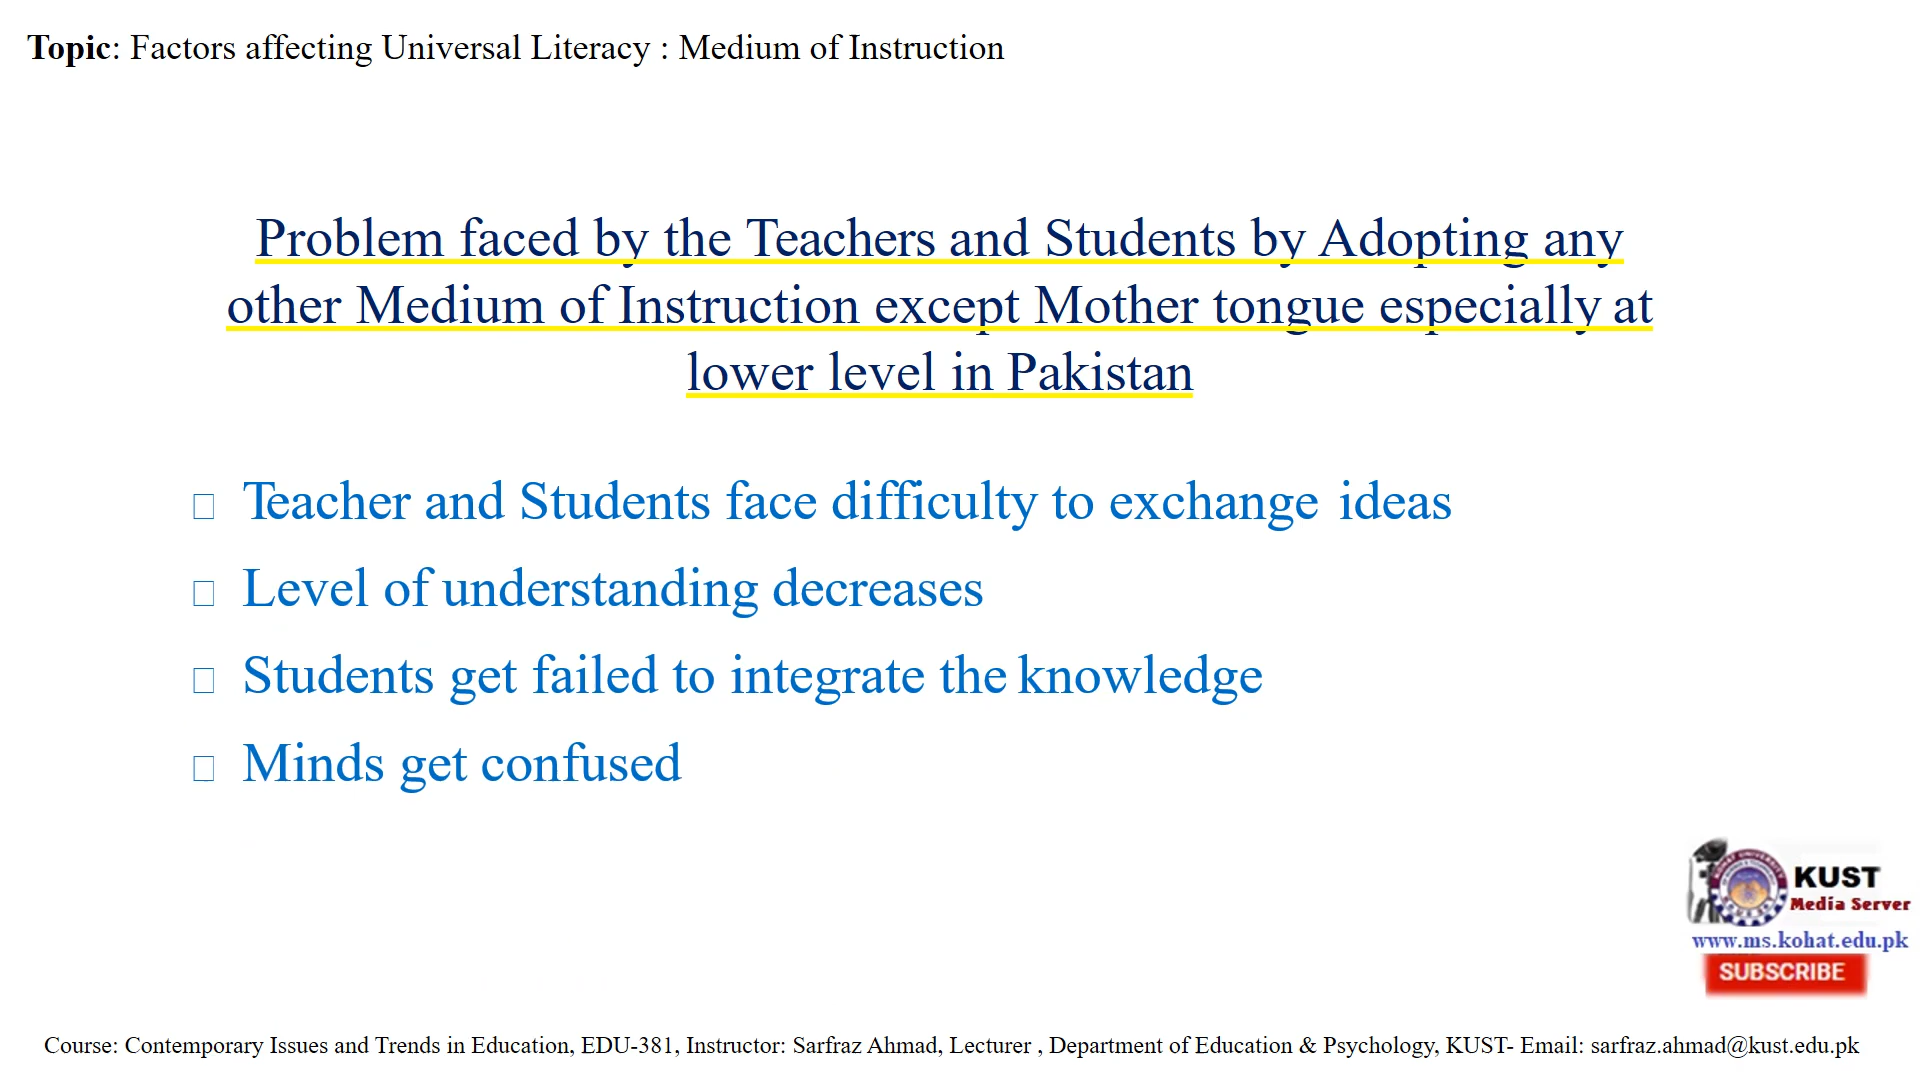 Topic: Factors affecting Universal Literacy : Medium of Instruction
Problem faced by the Teachers and Students by Adopting any
other Medium of Instruction except Mother tongue especially at
lower level in Pakistan
Teacher and Students face difficulty to exchange ideas
Level of understanding decreases
Students get failed to integrate the knowledge
Minds get confused
KUST
Media Server
www.ms.kohat.edu.pk
SUBSCRIBE
Course: Contemporary Issues and Trends in Education, EDU-381, Instructor: Sarfraz Ahmad, Lecturer , Department of Education & Psychology, KUST- Email: sarfraz.ahmad@kust.edu.pk